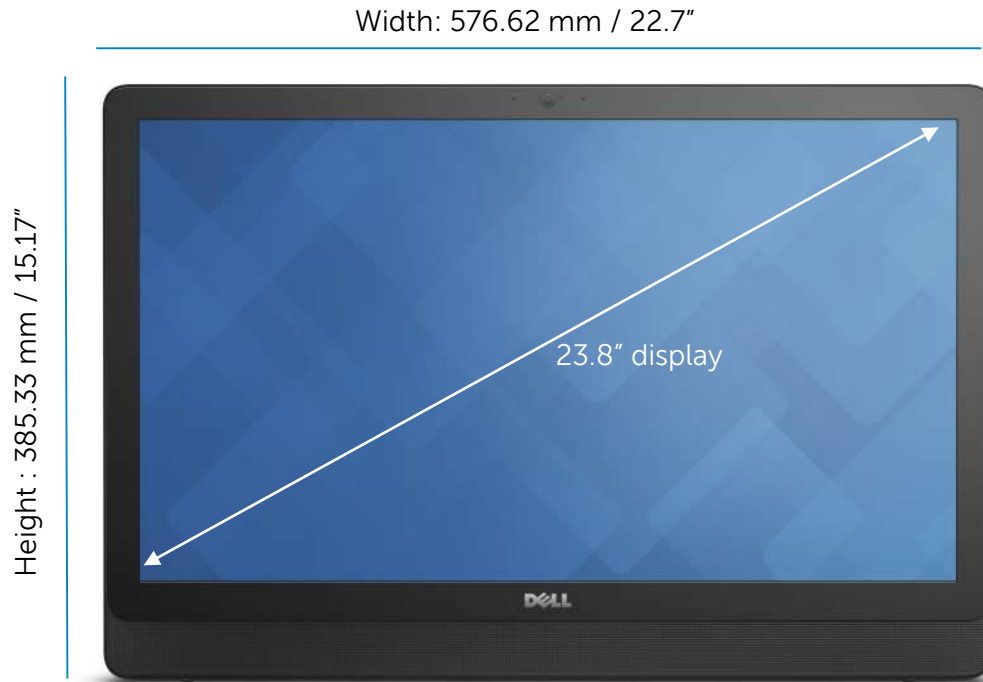 Width: 576.62 mm / 22.7”
Height : 385.33 mm / 15.17”
23.8” display
DELL